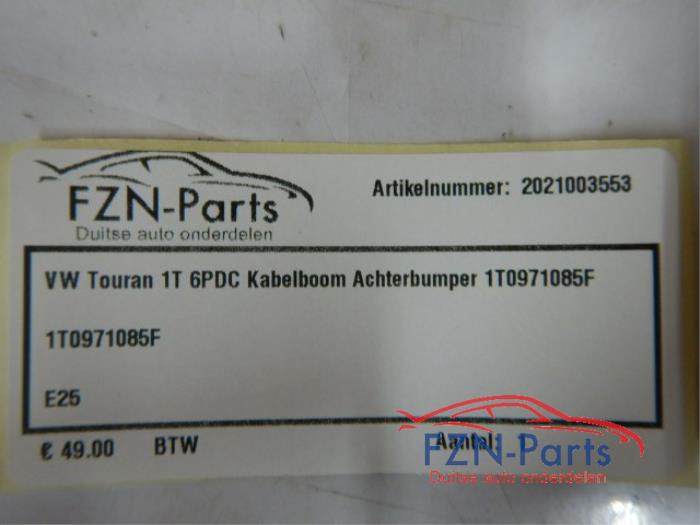 FZN-Parts
Duitse auto onderdelen
Artikelnummer: 2021003553
VW Touran 1T 6PDC Kabelboom Achterbumper 1T0971085F
1T0971085F
E25
€ 49.00 BTW Aantal: 1
FZN-Parts
Duitse auto onderdelen